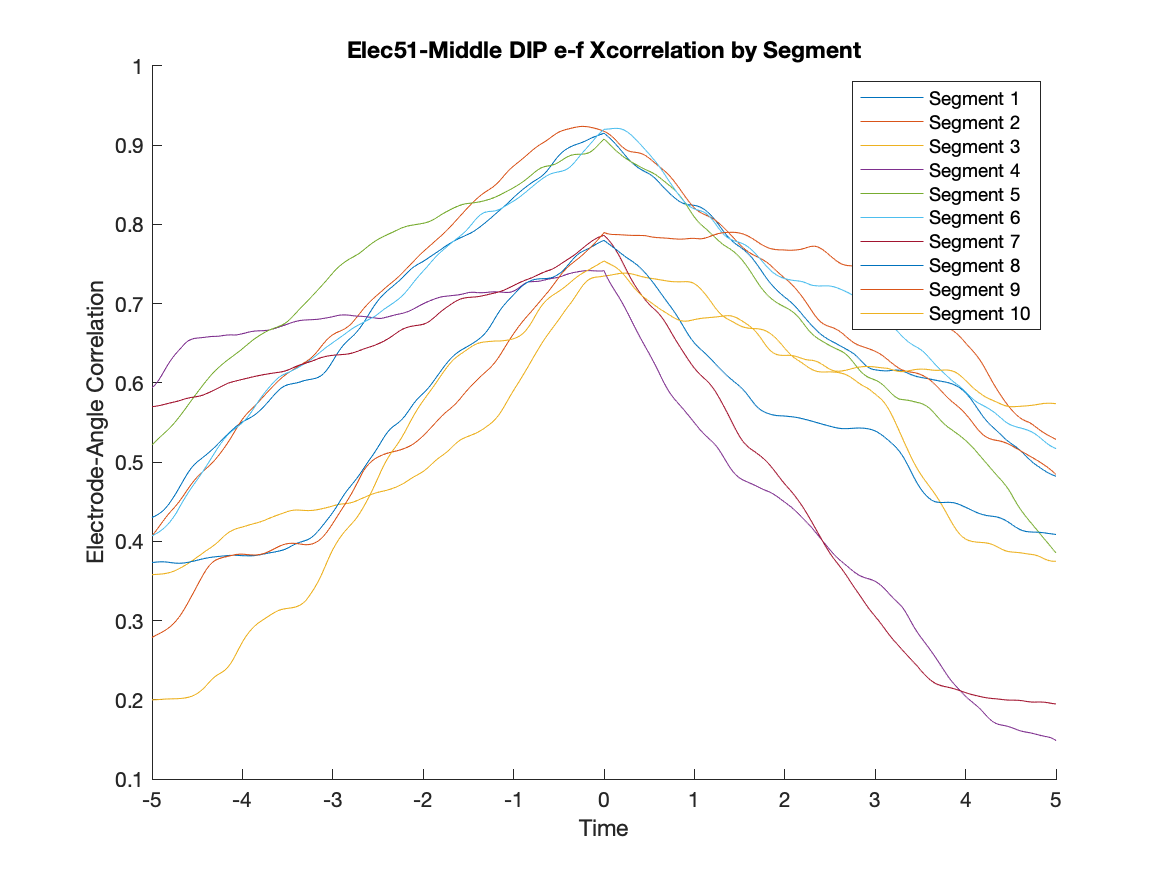 Elec51-Middle DIP e-f Xcorrelation by Segment
1
0.9
0.8
0.7
0.6
0.5
0.4
0.3
0.2
0.1
Electrode-Angle Correlation
Segment 1
Segment 2
Segment 3
Segment 4
Segment 5
Segment 6
Segment 7
Segment 8
Segment 9
Segment 10
-5 -4 -3 -2 -1 0 1 2 3 4 5
Time